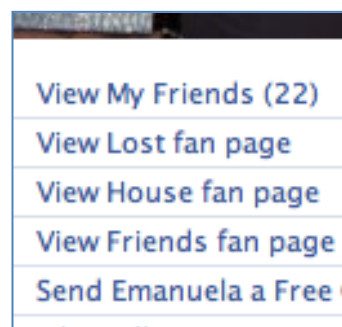 View My Friends (22)
View Lost fan page
View House fan page
View Friends fan page
Send Emanuela a Free